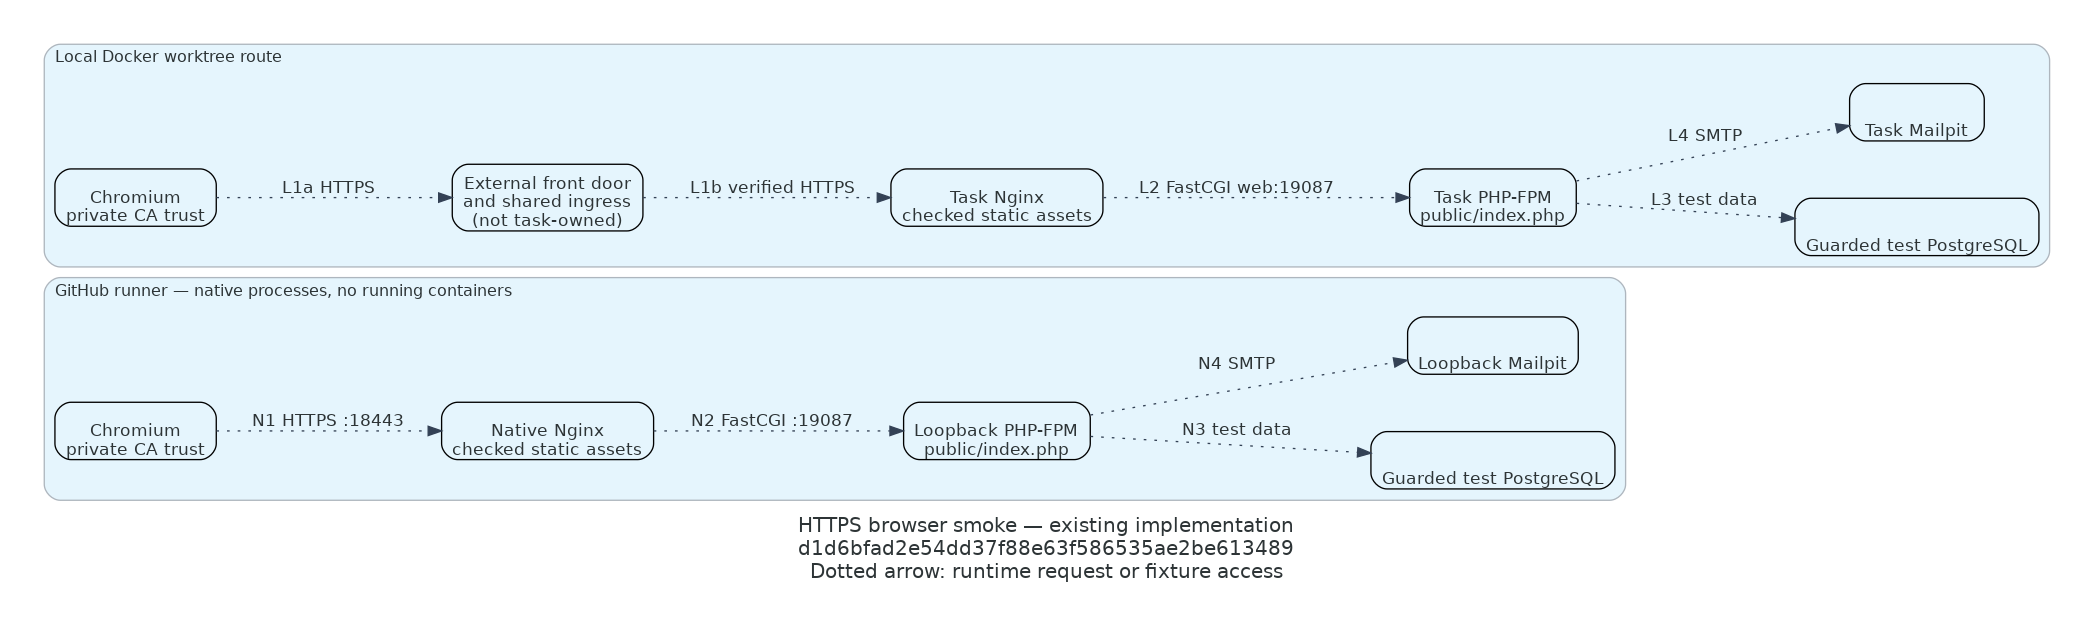 Local Docker worktree route
Chromium
private CA trust
L1a HTTPS
External front door
and shared ingress
(not task-owned)
L1b verified HTTPS
Task Nginx
checked static assets
L2 FastCGI web:19087
Task PHP-FPM
public/index.php
L4 SMTP
Task Mailpit
L3 test data
Guarded test PostgreSQL
GitHub runner — native processes, no running containers
Chromium
private CA trust
N1 HTTPS :18443
Native Nginx
checked static assets
N2 FastCGI :19087
Loopback PHP-FPM
public/index.php
N4 SMTP
Loopback Mailpit
N3 test data
Guarded test PostgreSQL
HTTPS browser smoke — existing implementation
d1d6bfad2e54dd37f88e63f586535ae2be613489
Dotted arrow: runtime request or fixture access